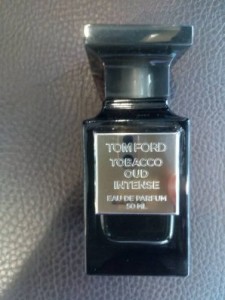 TOM FORD
TOBACCO
OUD
INTENSE
EAU DE PARFUM
50 ML